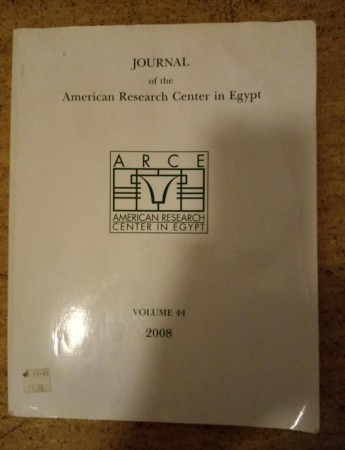 JOURNAL
of the
American Research Center in Egypt
ARCE
AMERICAN RESEARCH
CENTER IN EGYPT
VOLUME 44
2008